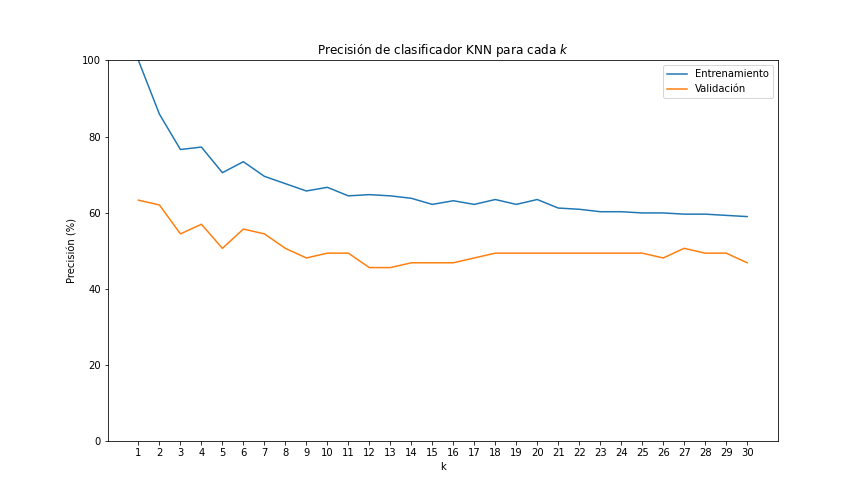 Precisión de clasificador KNN para cada k
Entrenamiento
Validación
Precisión (%)
100
80
60
40
20
0
1 2 3 4 5 6 7 8 9 10 11 12 13 14 15 16 17 18 19 20 21 22 23 24 25 26 27 28 29 30
k